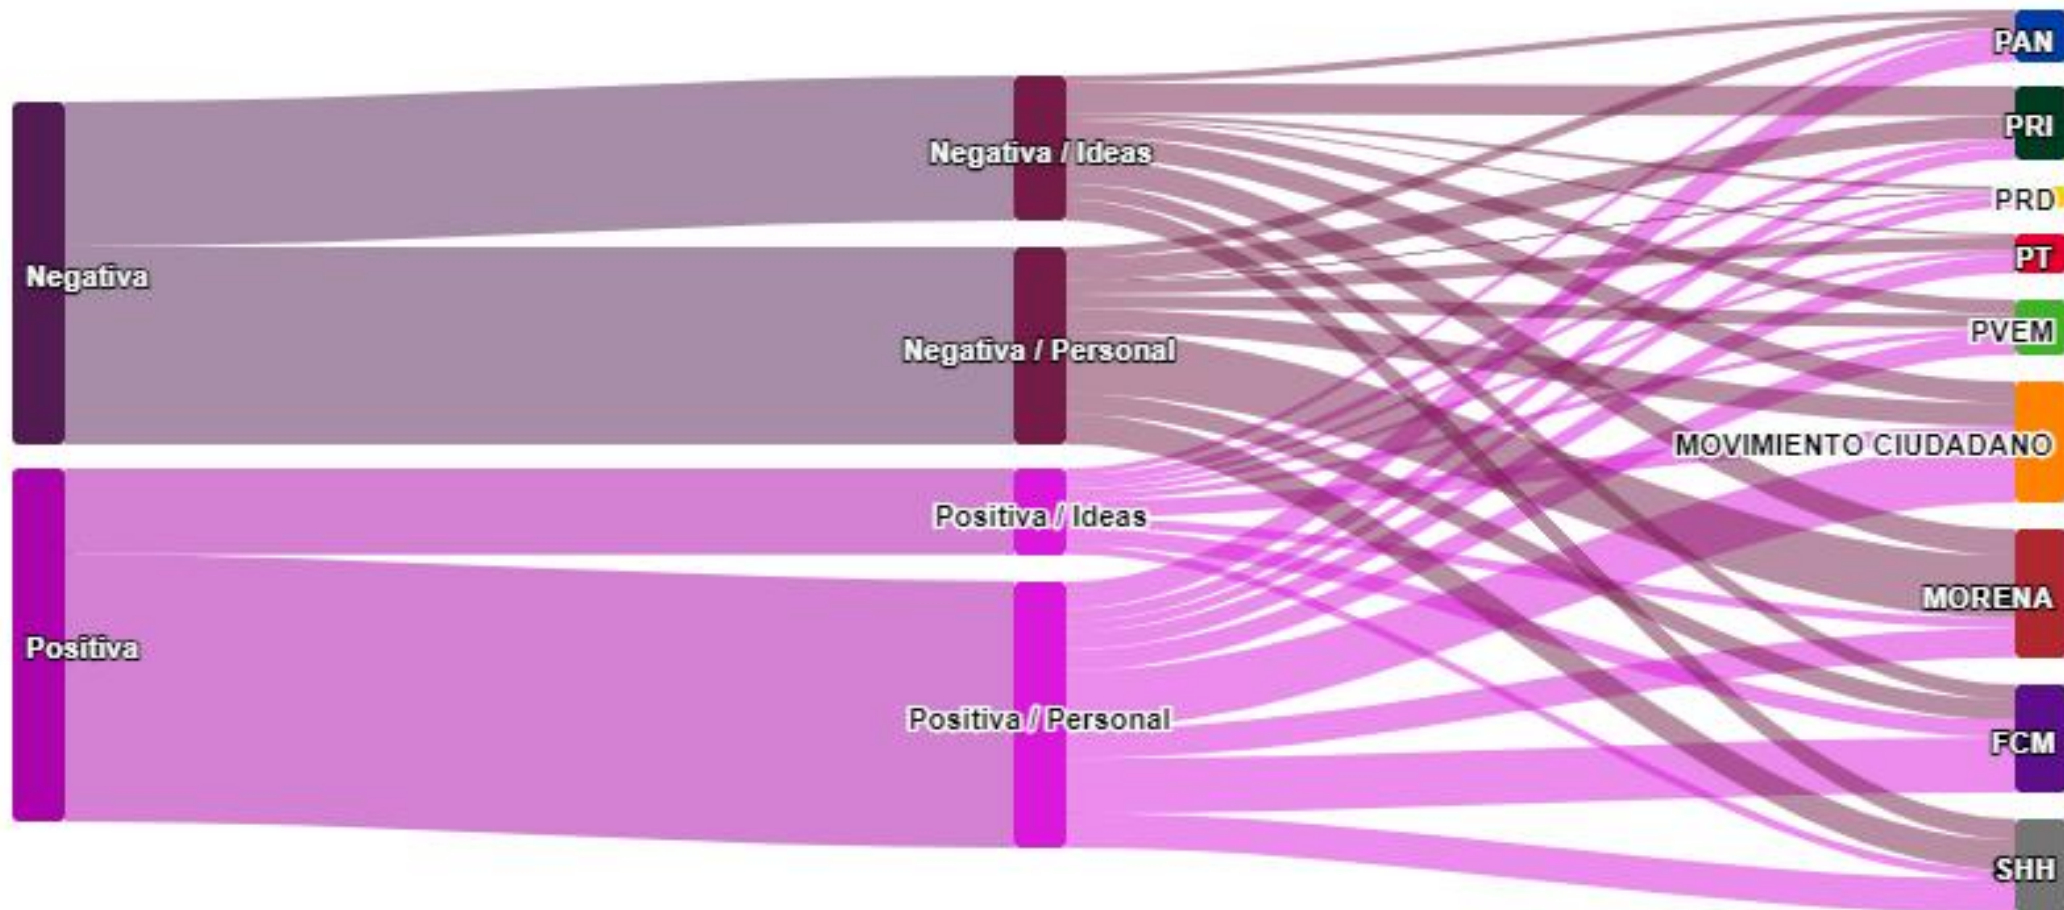 Negativa
Positiva
Negativa / Ideas
Negativa / Personal
Positiva / Ideas
Positiva / Personal
PAN
PRI
PRD
PT
PVEM
MOVIMIENTO CIUDADANO
MORENA
FCM
SHH